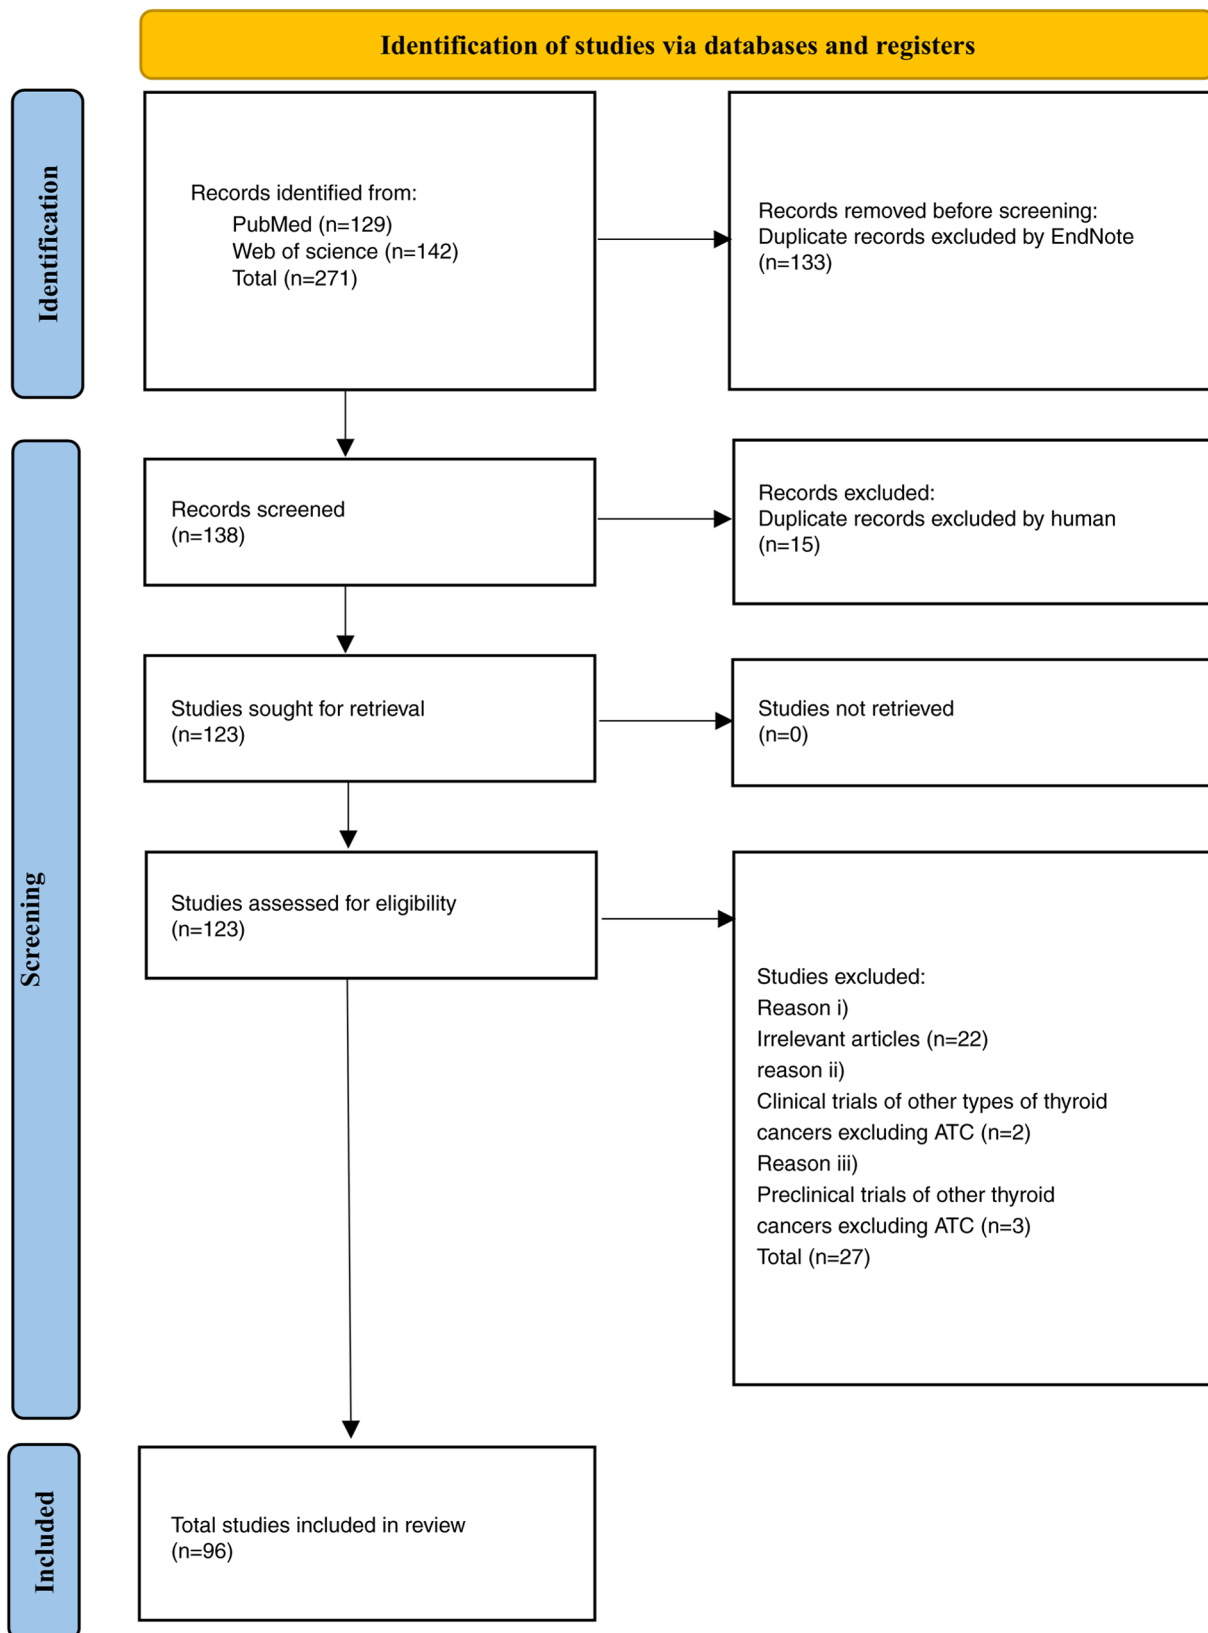 Identification of studies via databases and registers
Identification
Records identified from:
PubMed (n=129)
Web of science (n=142)
Total (n=271)
Records removed before screening:
Duplicate records excluded by EndNote
(n=133)
Screening
Records screened
(n=138)
Records excluded:
Duplicate records excluded by human
(n=15)
Studies sought for retrieval
(n=123)
Studies not retrieved
(n=0)
Studies assessed for eligibility
(n=123)
Studies excluded:
Reason i)
Irrelevant articles (n=22)
reason ii)
Clinical trials of other types of thyroid
cancers excluding ATC (n=2)
Reason iii)
Preclinical trials of other thyroid
cancers excluding ATC (n=3)
Total (n=27)
Included
Total studies included in review
(n=96)